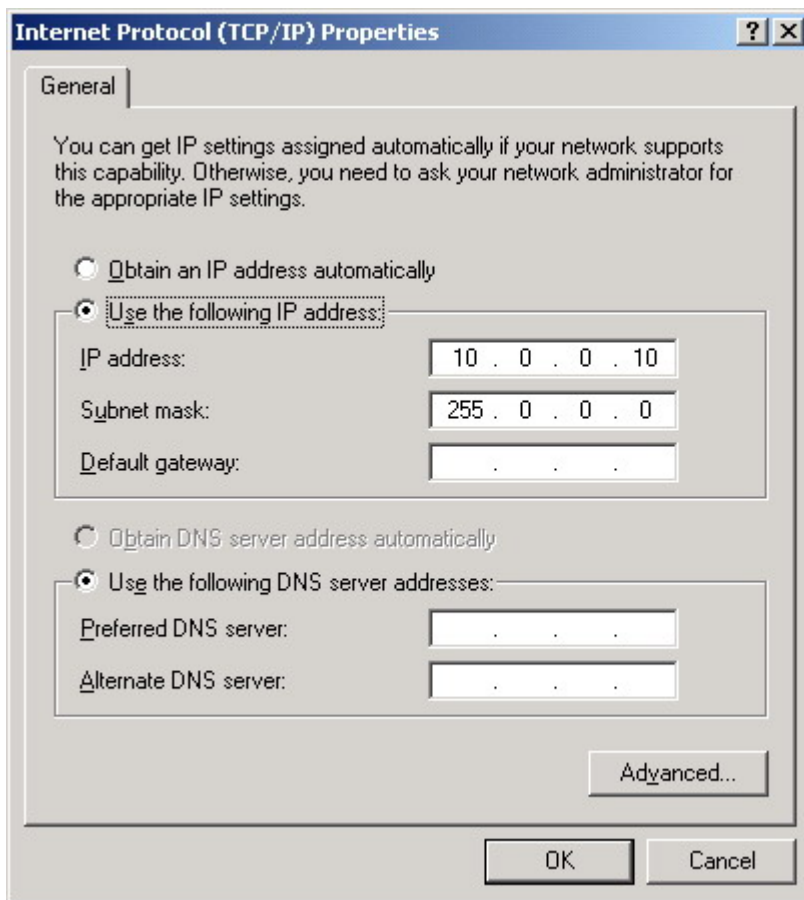 Internet Protocol (TCP/IP) Properties
General
You can get IP settings assigned automatically if your network supports
this capability. Otherwise, you need to ask your network administrator for
the appropriate IP settings.
Obtain an IP address automatically
Use the following IP address:
IP address: 10 . 0 . 0 . 10
Subnet mask: 255 . 0 . 0 . 0
Default gateway: . . .
Obtain DNS server address automatically
Use the following DNS server addresses:
Preferred DNS server: . . .
Alternate DNS server: . . .
Advanced...
OK Cancel